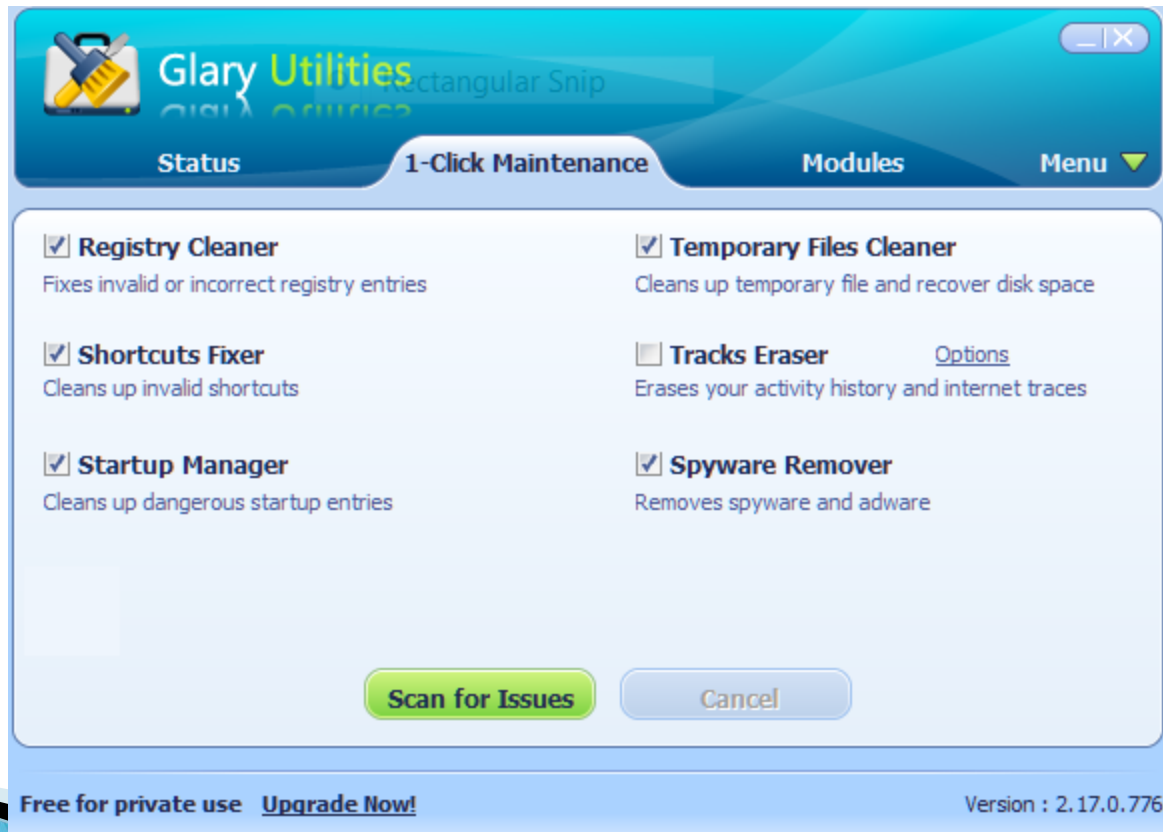 Glary Utilities
Rectangular Snip
Status 1-Click Maintenance Modules Menu
Registry Cleaner
Fixes invalid or incorrect registry entries
Temporary Files Cleaner
Cleans up temporary file and recover disk space
Shortcuts Fixer
Cleans up invalid shortcuts
Tracks Eraser Options
Erases your activity history and internet traces
Startup Manager
Cleans up dangerous startup entries
Spyware Remover
Removes spyware and adware
Scan for Issues Cancel
Free for private use Upgrade Now! Version : 2.17.0.776